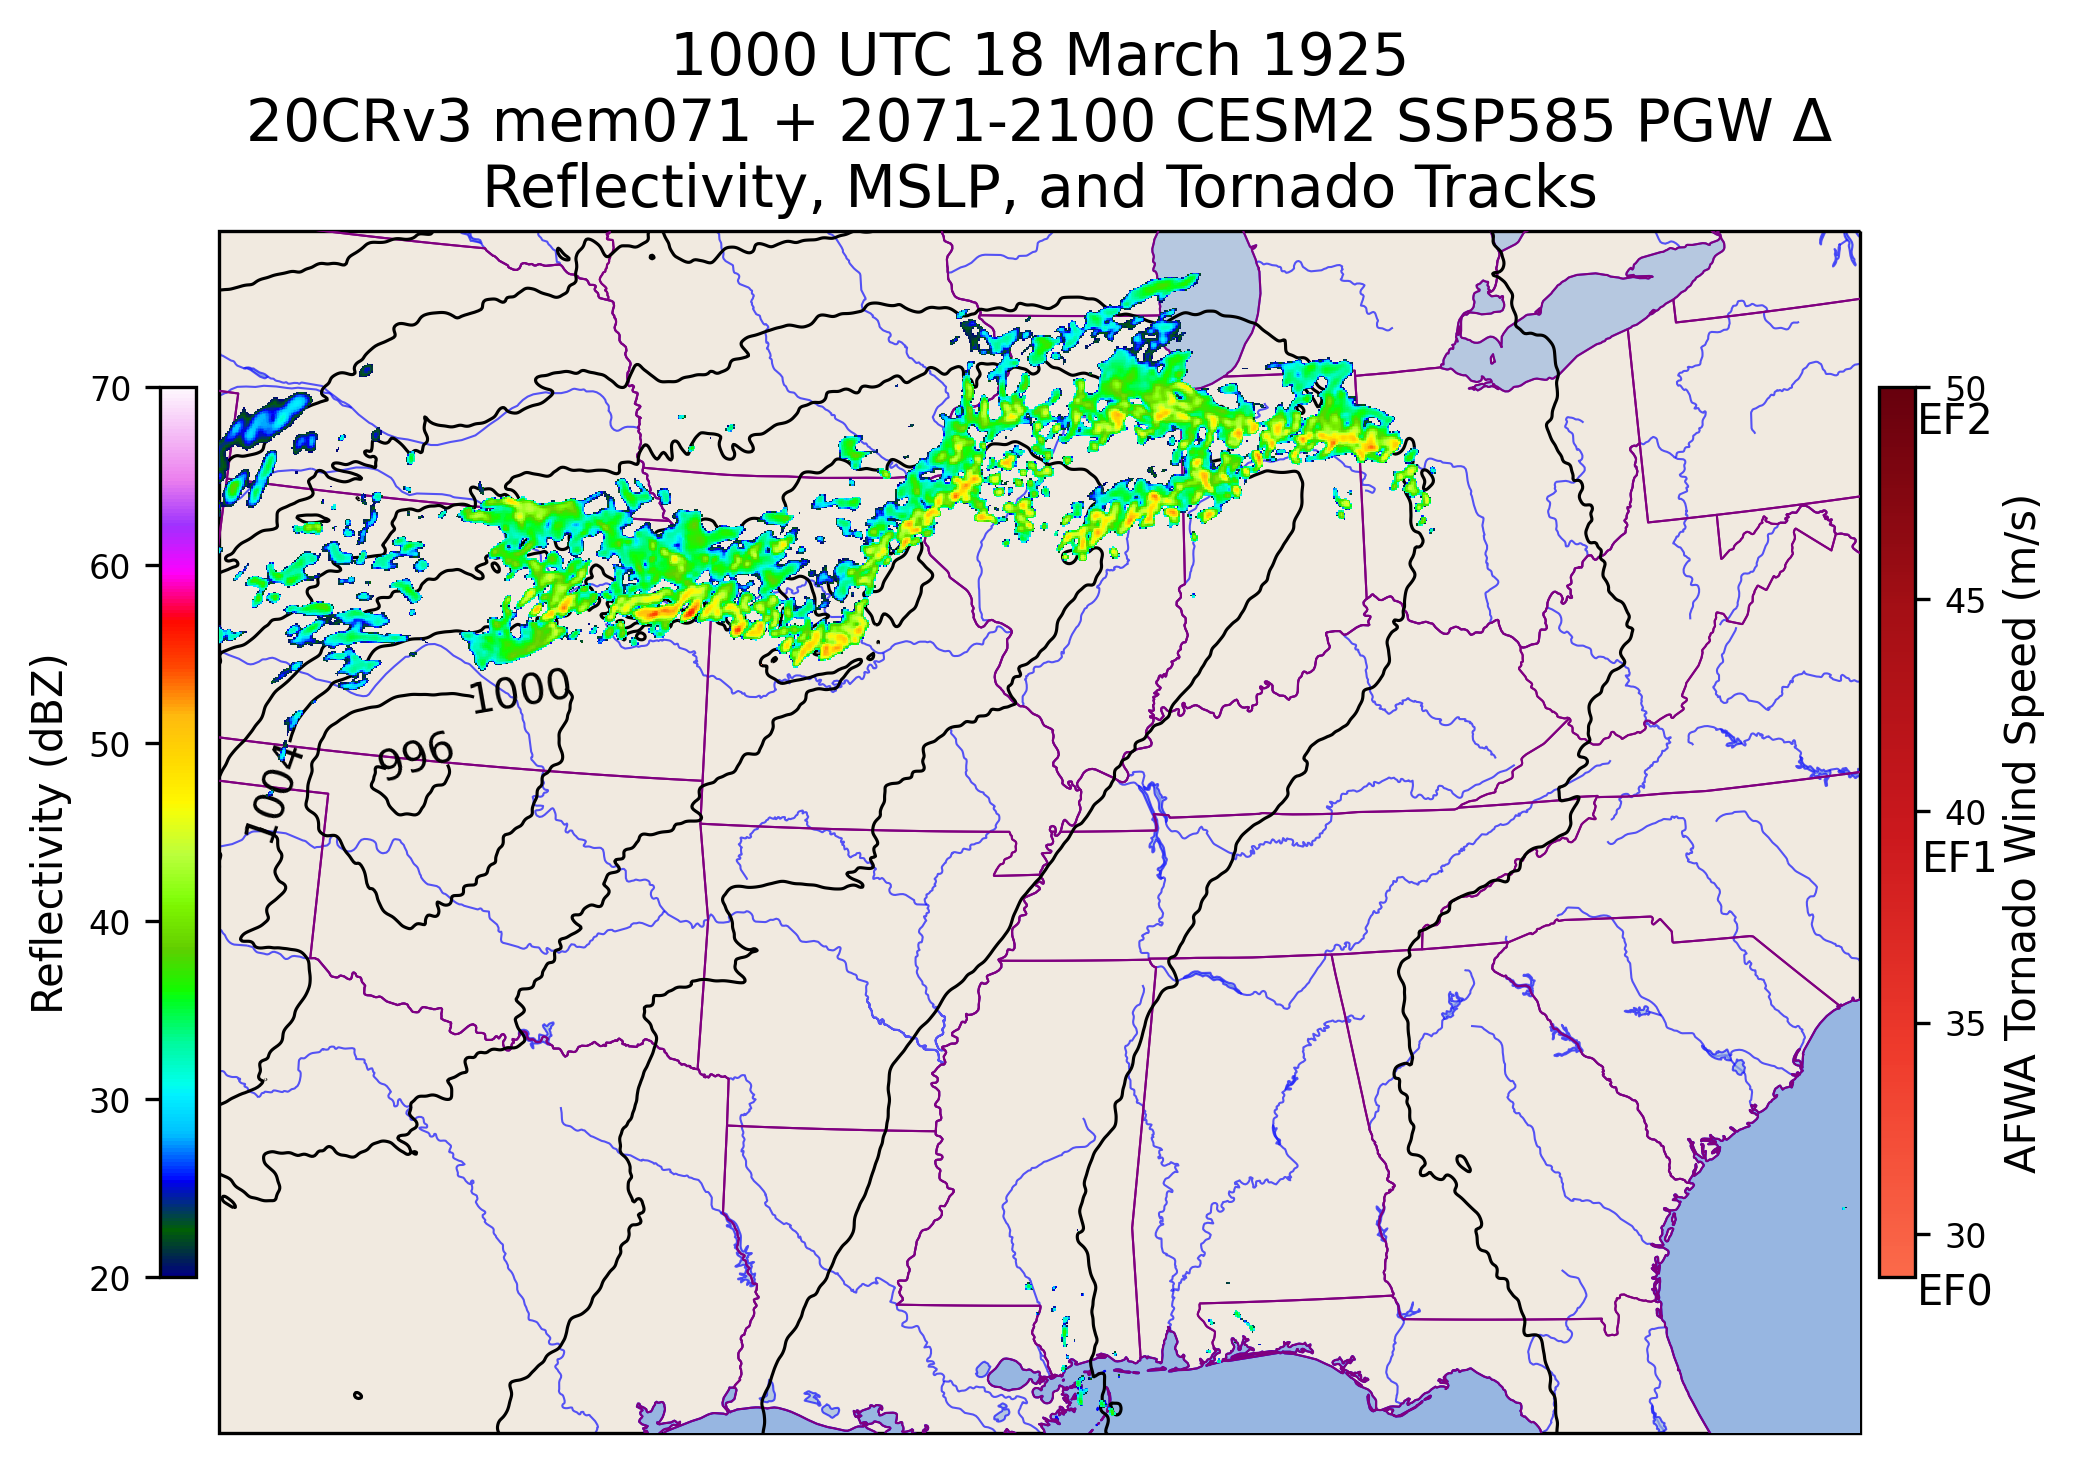 1000 UTC 18 March 1925
20CRv3 mem071 + 2071-2100 CESM2 SSP585 PGW Δ
Reflectivity, MSLP, and Tornado Tracks
70
60
50
40
30
20
Reflectivity (dBZ)
1000
996
1004
50
EF2
45
40
EF1
35
30
EF0
AFWA Tornado Wind Speed (m/s)